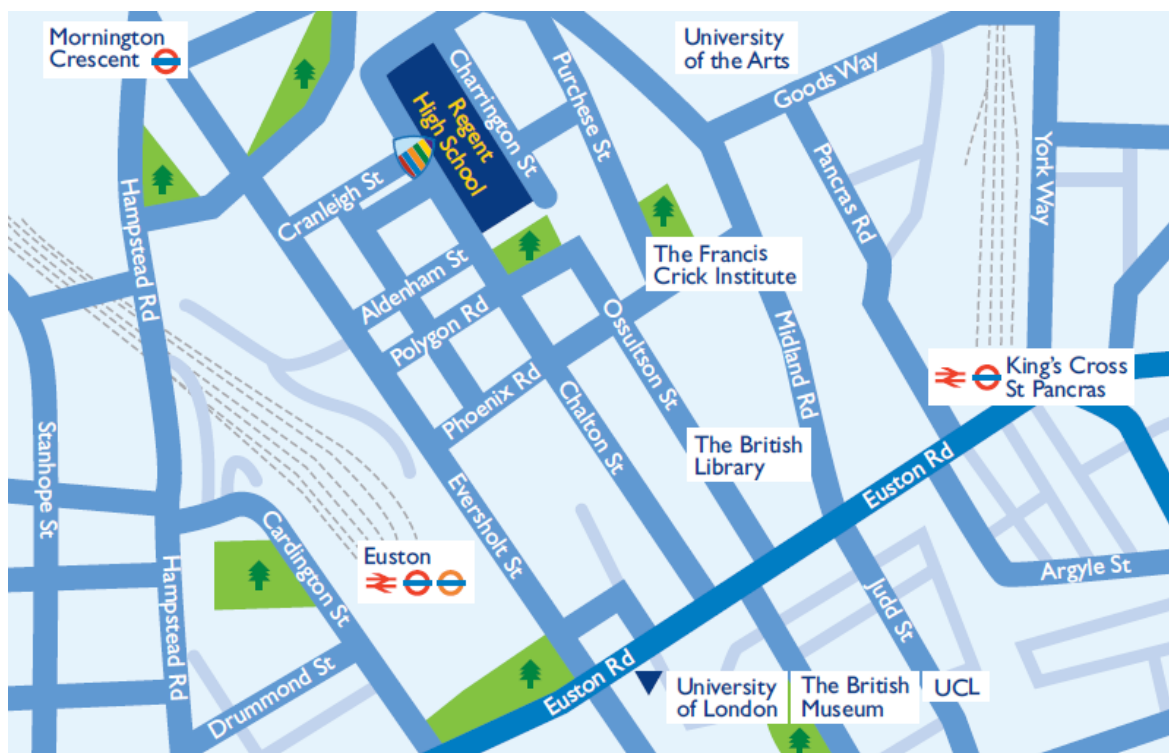 Mornington
Crescent
University
of the Arts
Charrington St
Purchese St
Goods Way
Regent
High School
Pancras Rd
York Way
Hampstead Rd
Cranleigh St
The Francis
Crick Institute
Aldenham St
Polygon Rd
Ossultson St
Midland Rd
King's Cross
St Pancras
Phoenix Rd
Chalton St
Stanhope St
The British
Library
Euston Rd
Eversholt St
Cardington St
Euston
Hampstead Rd
Argyle St
Judd St
Drummond St
Euston Rd
University
of London
The British
Museum
UCL